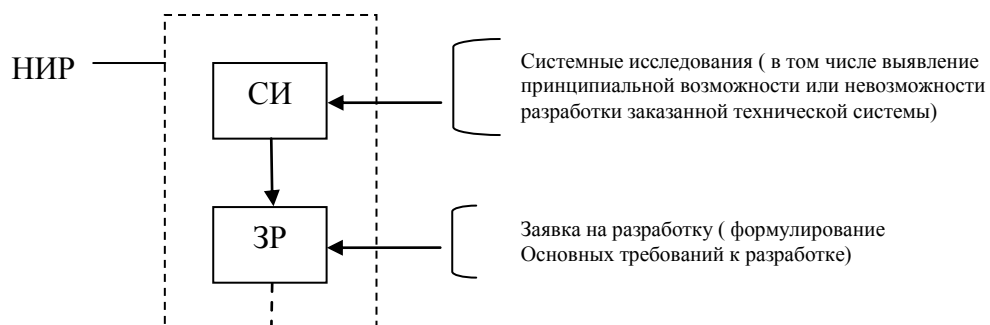 НИР
СИ
Системные исследования ( в том числе выявление
принципиальной возможности или невозможности
разработки заказанной технической системы)
ЗР
Заявка на разработку ( формулирование
Основных требований к разработке)